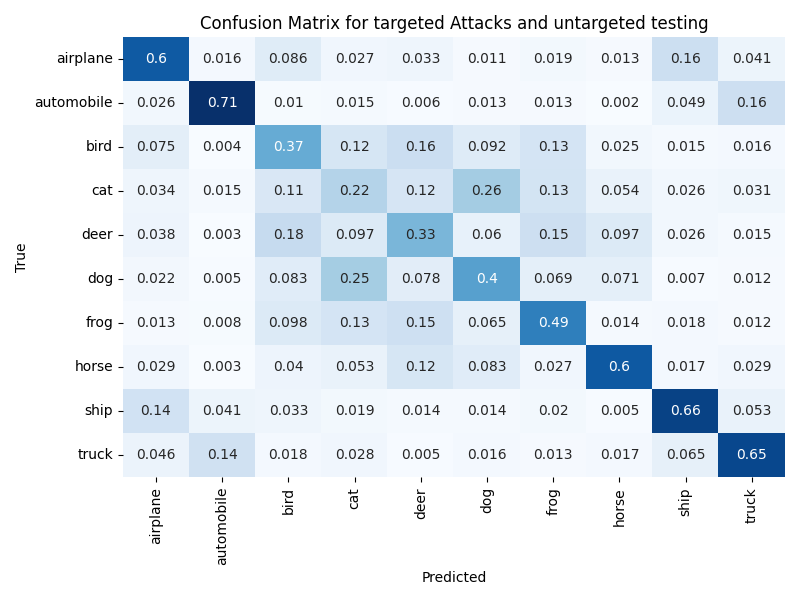 Confusion Matrix for targeted Attacks and untargeted testing
True
airplane 0.6 0.016 0.086 0.027 0.033 0.011 0.019 0.013 0.16 0.041
automobile 0.026 0.71 0.01 0.015 0.006 0.013 0.013 0.002 0.049 0.16
bird 0.075 0.004 0.37 0.12 0.16 0.092 0.13 0.025 0.015 0.016
cat 0.034 0.015 0.11 0.22 0.12 0.26 0.13 0.054 0.026 0.031
deer 0.038 0.003 0.18 0.097 0.33 0.06 0.15 0.097 0.026 0.015
dog 0.022 0.005 0.083 0.25 0.078 0.4 0.069 0.071 0.007 0.012
frog 0.013 0.008 0.098 0.13 0.15 0.065 0.49 0.014 0.018 0.012
horse 0.029 0.003 0.04 0.053 0.12 0.083 0.027 0.6 0.017 0.029
ship 0.14 0.041 0.033 0.019 0.014 0.014 0.02 0.005 0.66 0.053
truck 0.046 0.14 0.018 0.028 0.005 0.016 0.013 0.017 0.065 0.65
airplane automobile bird cat deer dog frog horse ship truck
Predicted